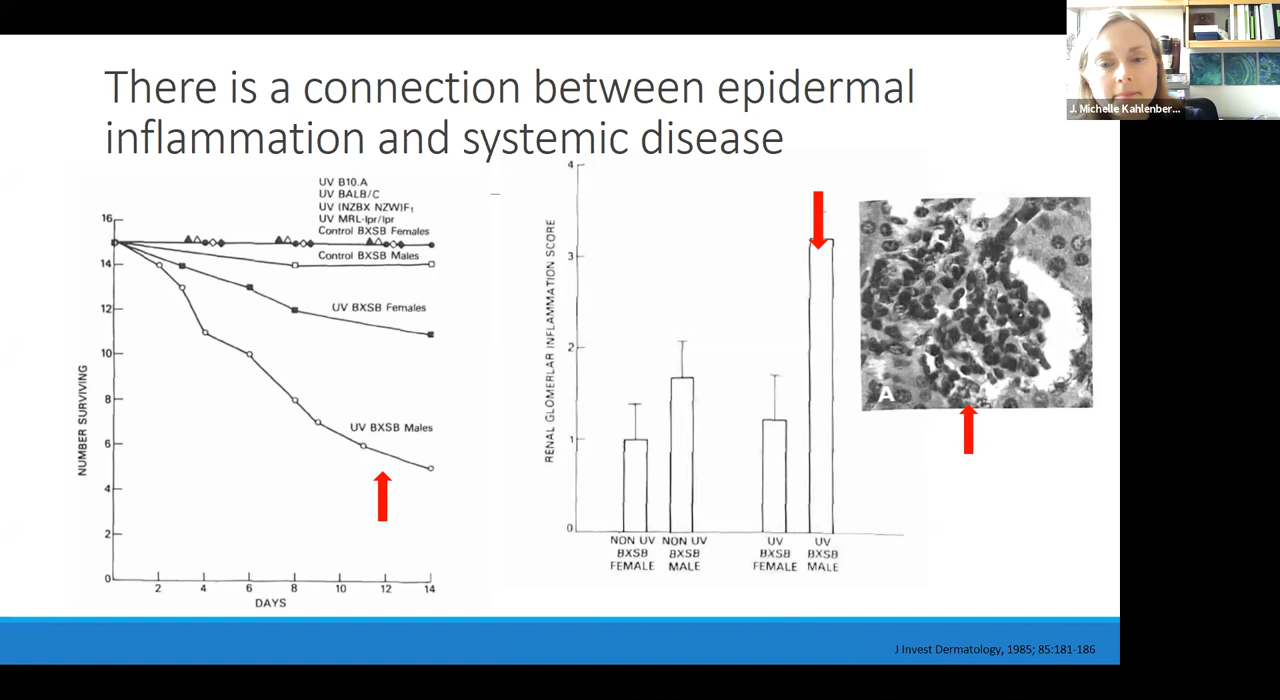 There is a connection between epidermal
inflammation and systemic disease
J. Michelle Kahlenber...
UV B10.A
UV BALB/C
UV (NZBX NZW)F₁
UV MRL-lpr/lpr
Control BXSB Females
Control BXSB Males
UV BXSB Females
UV BXSB Males
NUMBER SURVIVING
16
14
12
10
8
6
4
2
0
2 4 6 8 10 12 14
DAYS
RENAL GLOMERLAR INFLAMMATION SCORE
4
3
2
1
0
NON UV NON UV UV UV
BXSB BXSB BXSB BXSB
FEMALE MALE FEMALE MALE
A
J Invest Dermatology, 1985; 85:181-186